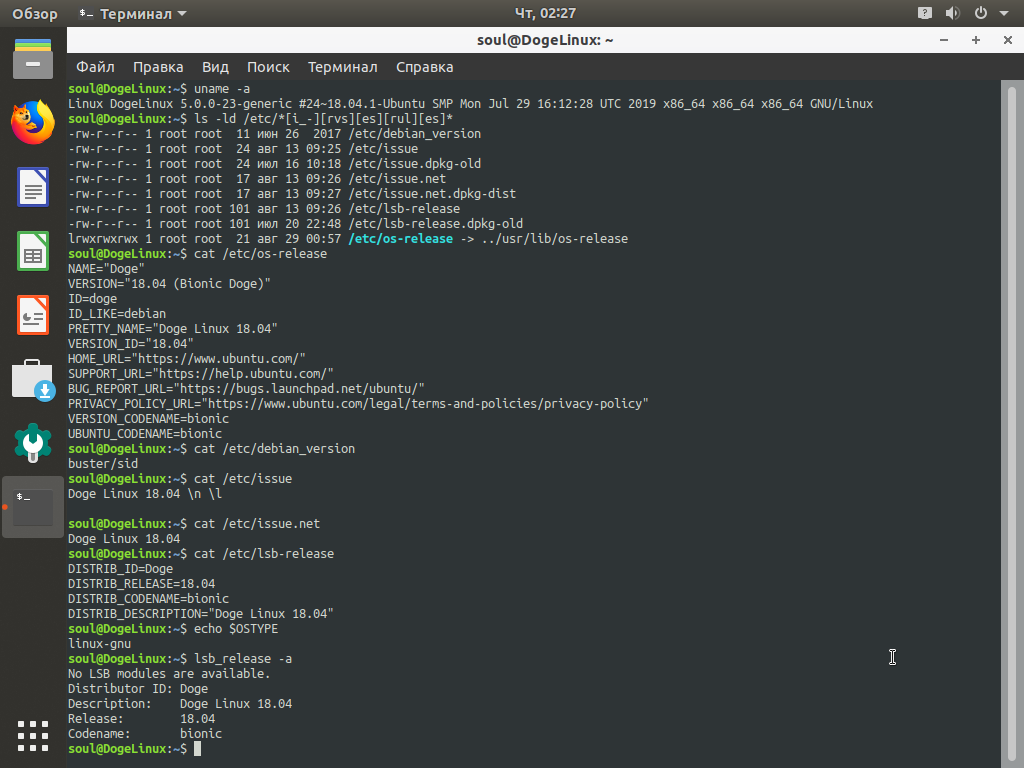 Обзор Терминал Чт, 02:27
soul@DogeLinux: ~
Файл Правка Вид Поиск Терминал Справка
soul@DogeLinux:~$ uname -a
Linux DogeLinux 5.0.0-23-generic #24~18.04.1-Ubuntu SMP Mon Jul 29 16:12:28 UTC 2019 x86_64 x86_64 x86_64 GNU/Linux
soul@DogeLinux:~$ ls -ld /etc/*[i_-][rvs][es][rul][es]*
-rw-r--r-- 1 root root  11 июн 26  2017 /etc/debian_version
-rw-r--r-- 1 root root  24 авг 13 09:25 /etc/issue
-rw-r--r-- 1 root root  24 июл 16 10:18 /etc/issue.dpkg-old
-rw-r--r-- 1 root root  17 авг 13 09:26 /etc/issue.net
-rw-r--r-- 1 root root  17 авг 13 09:27 /etc/issue.net.dpkg-dist
-rw-r--r-- 1 root root 101 авг 13 09:26 /etc/lsb-release
-rw-r--r-- 1 root root 101 июл 20 22:48 /etc/lsb-release.dpkg-old
lrwxrwxrwx 1 root root  21 авг 29 00:57 /etc/os-release -> ../usr/lib/os-release
soul@DogeLinux:~$ cat /etc/os-release
NAME="Doge"
VERSION="18.04 (Bionic Doge)"
ID=doge
ID_LIKE=debian
PRETTY_NAME="Doge Linux 18.04"
VERSION_ID="18.04"
HOME_URL="https://www.ubuntu.com/"
SUPPORT_URL="https://help.ubuntu.com/"
BUG_REPORT_URL="https://bugs.launchpad.net/ubuntu/"
PRIVACY_POLICY_URL="https://www.ubuntu.com/legal/terms-and-policies/privacy-policy"
VERSION_CODENAME=bionic
UBUNTU_CODENAME=bionic
soul@DogeLinux:~$ cat /etc/debian_version
buster/sid
soul@DogeLinux:~$ cat /etc/issue
Doge Linux 18.04 \n \l

soul@DogeLinux:~$ cat /etc/issue.net
Doge Linux 18.04
soul@DogeLinux:~$ cat /etc/lsb-release
DISTRIB_ID=Doge
DISTRIB_RELEASE=18.04
DISTRIB_CODENAME=bionic
DISTRIB_DESCRIPTION="Doge Linux 18.04"
soul@DogeLinux:~$ echo $OSTYPE
linux-gnu
soul@DogeLinux:~$ lsb_release -a
No LSB modules are available.
Distributor ID: Doge
Description:    Doge Linux 18.04
Release:        18.04
Codename:       bionic
soul@DogeLinux:~$